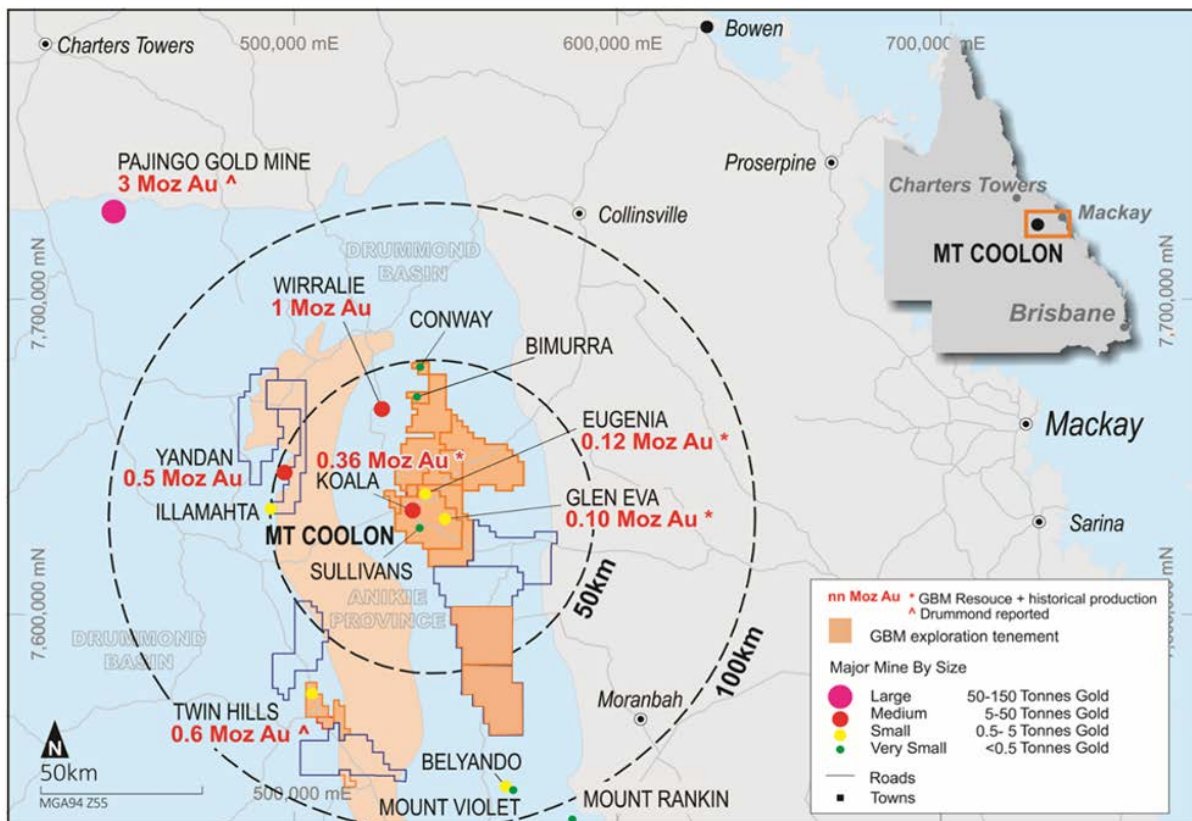 Charters Towers
500,000 mE
600,000 mE
Bowen
700,000 mE
PAJINGO GOLD MINE
3 Moz Au ^
Proserpine
Collinsville
Charters Towers
Mackay
MT COOLON
Brisbane
DRUMMOND
BASIN
WIRRALIE
1 Moz Au
CONWAY
BIMURRA
7,700,000 mN
7,700,000 mN
EUGENIA
0.12 Moz Au *
Mackay
YANDAN
0.5 Moz Au
0.36 Moz Au *
KOALA
ILLAMAHTA
GLEN EVA
0.10 Moz Au *
Sarina
MT COOLON
SULLIVANS
ANIKIE
PROVINCE
50km
100km
7,600,000 mN
DRUMMOND
BASIN
Moranbah
TWIN HILLS
0.6 Moz Au ^
BELYANDO
MOUNT VIOLET
MOUNT RANKIN
500,000 mE
N
50km
MGA94 Z55
nn Moz Au * GBM Resouce + historical production
^ Drummond reported
GBM exploration tenement
Major Mine By Size
Large 50-150 Tonnes Gold
Medium 5-50 Tonnes Gold
Small 0.5- 5 Tonnes Gold
Very Small <0.5 Tonnes Gold
Roads
Towns